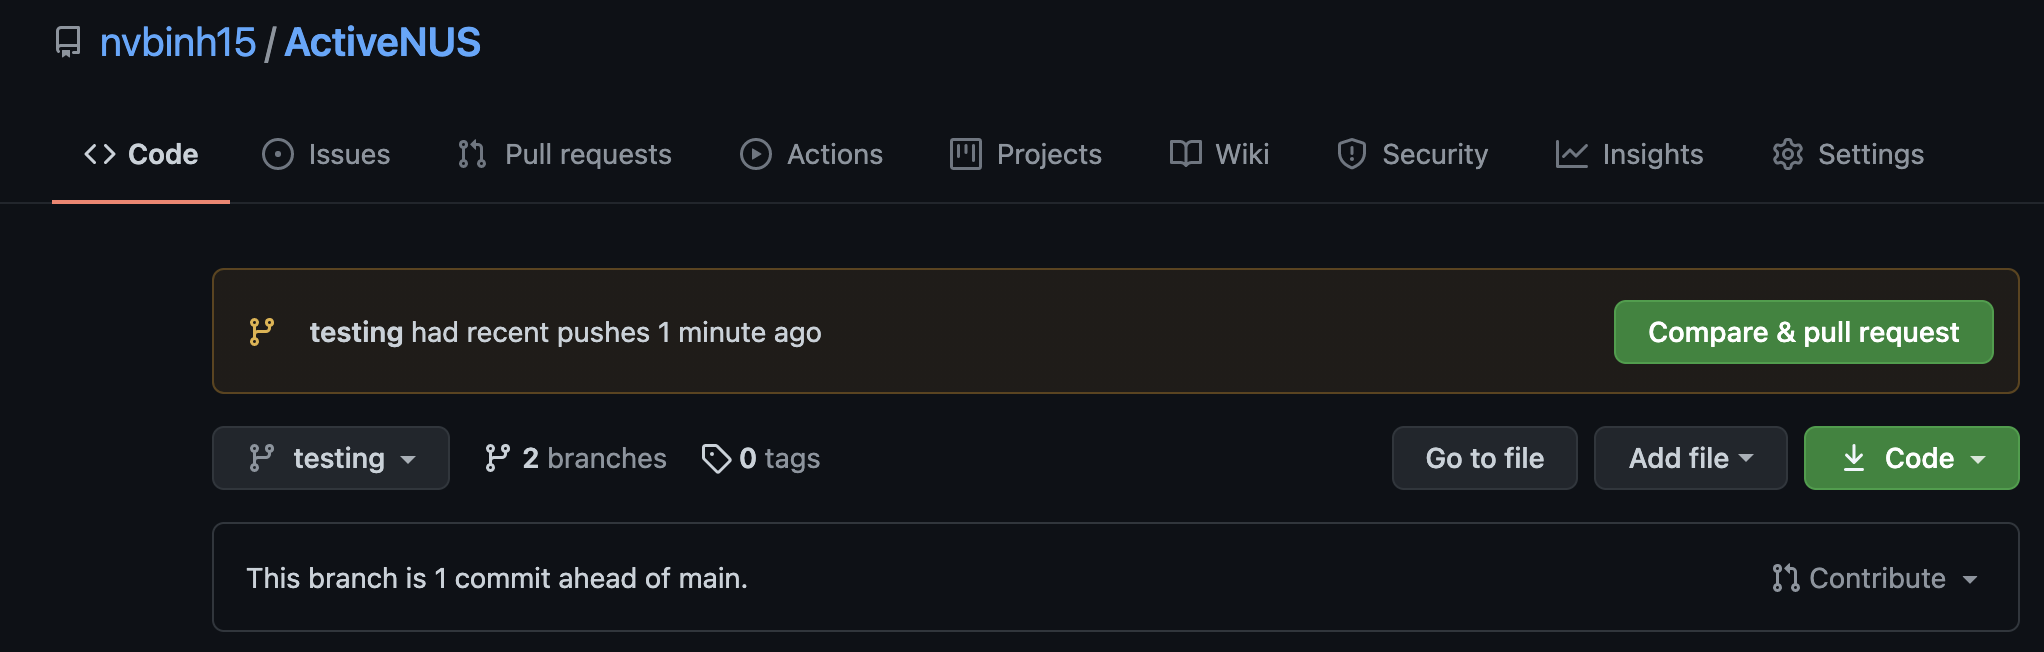 nvbinh15 / ActiveNUS
Code Issues Pull requests Actions Projects Wiki Security Insights Settings
testing had recent pushes 1 minute ago Compare & pull request
testing 2 branches 0 tags Go to file Add file Code
This branch is 1 commit ahead of main. Contribute